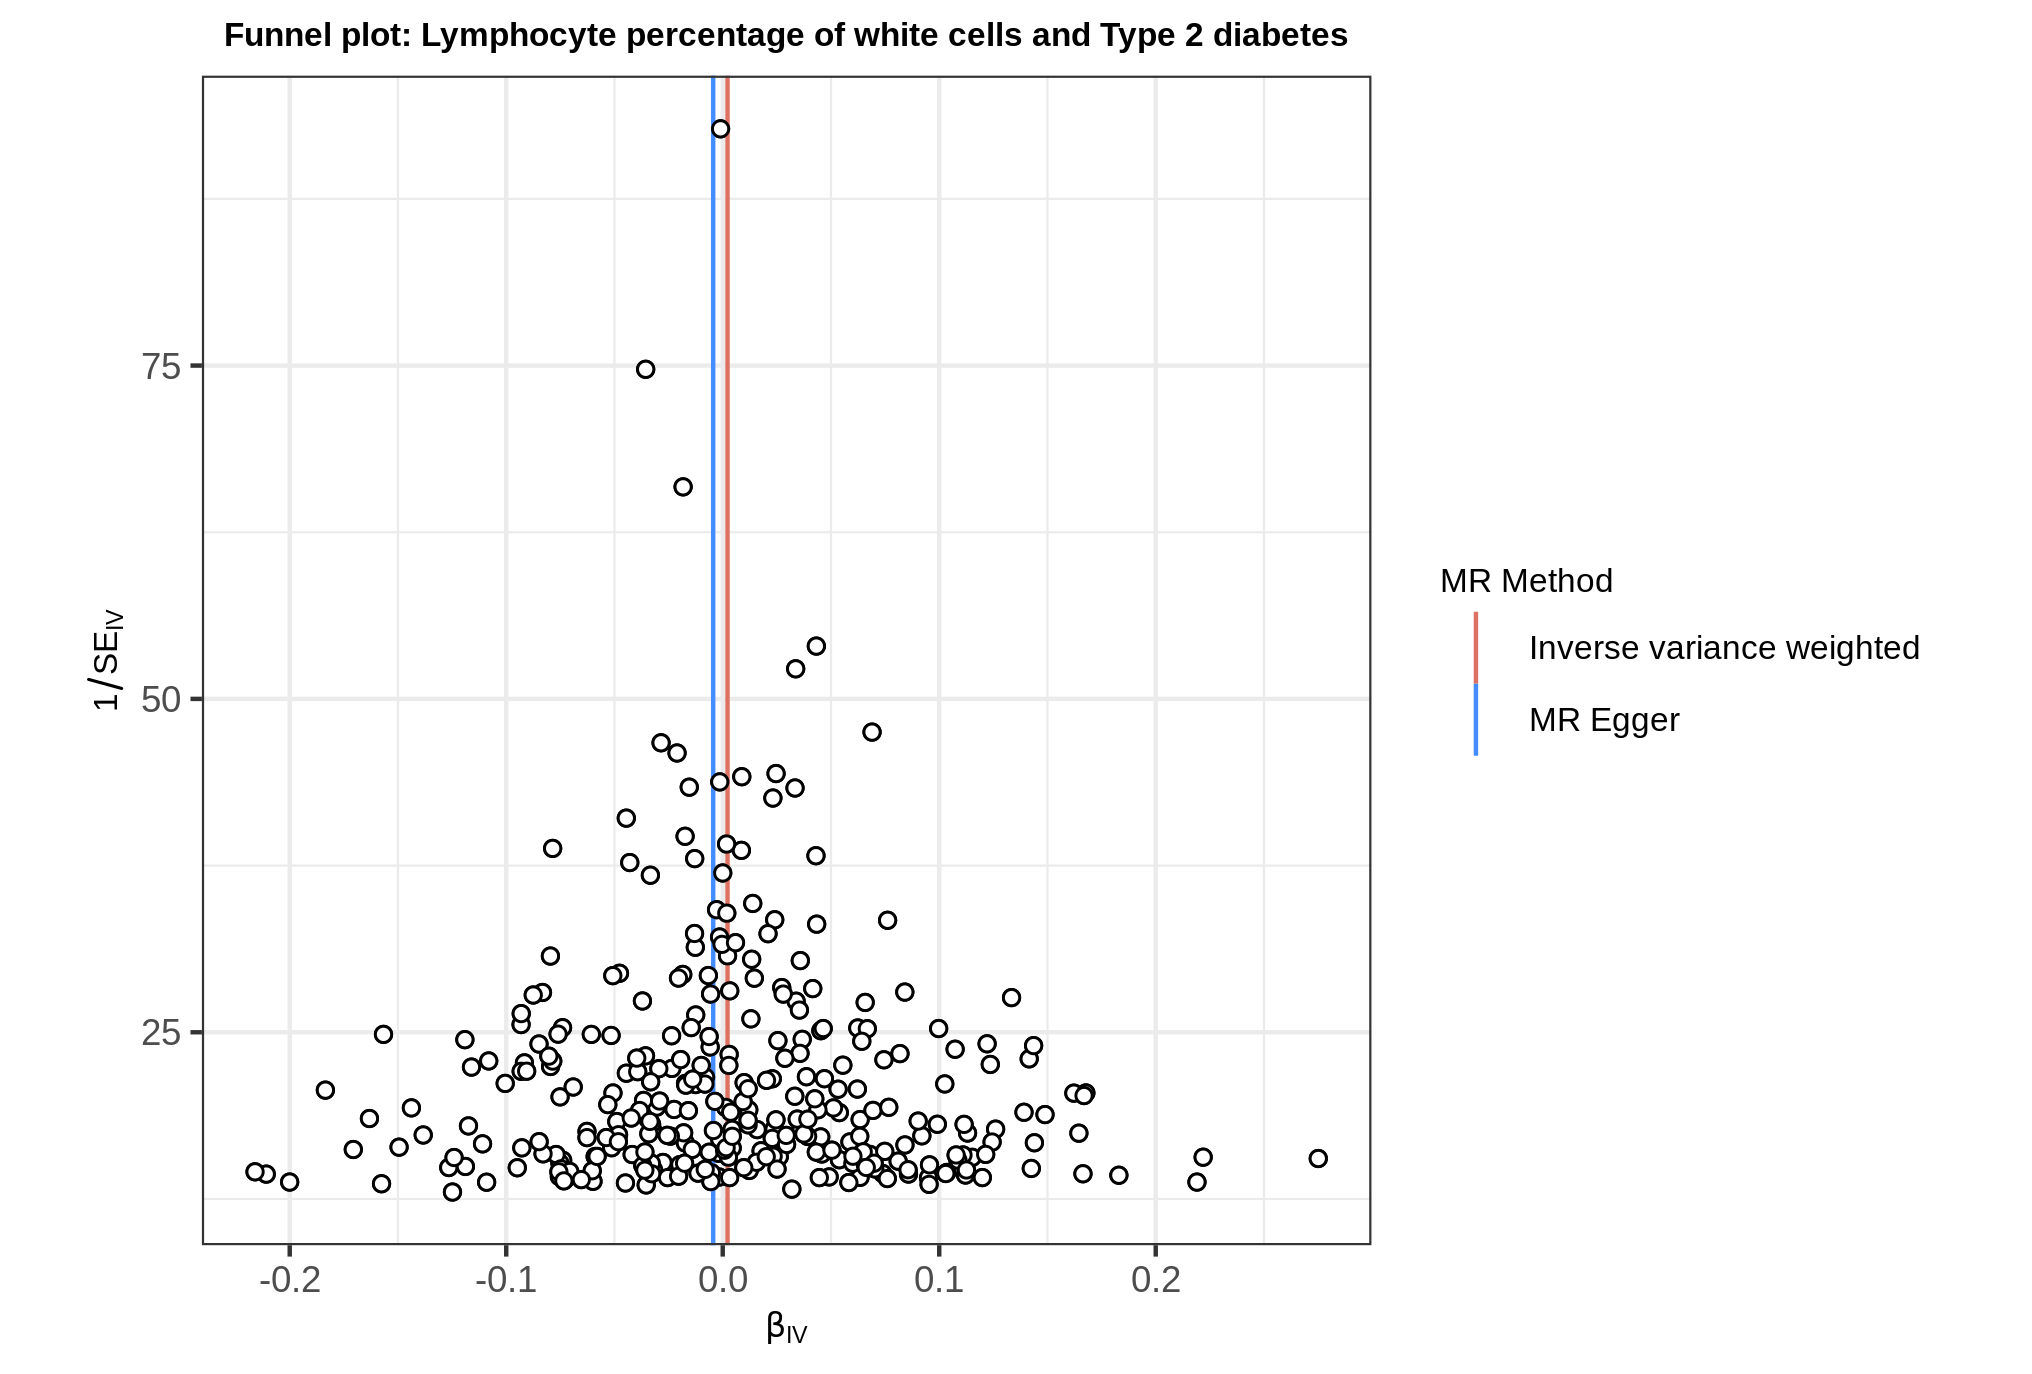 Funnel plot: Lymphocyte percentage of white cells and Type 2 diabetes
1/SE_IV
75
50
25
-0.2
-0.1
0.0
0.1
0.2
β_IV
MR Method
Inverse variance weighted
MR Egger